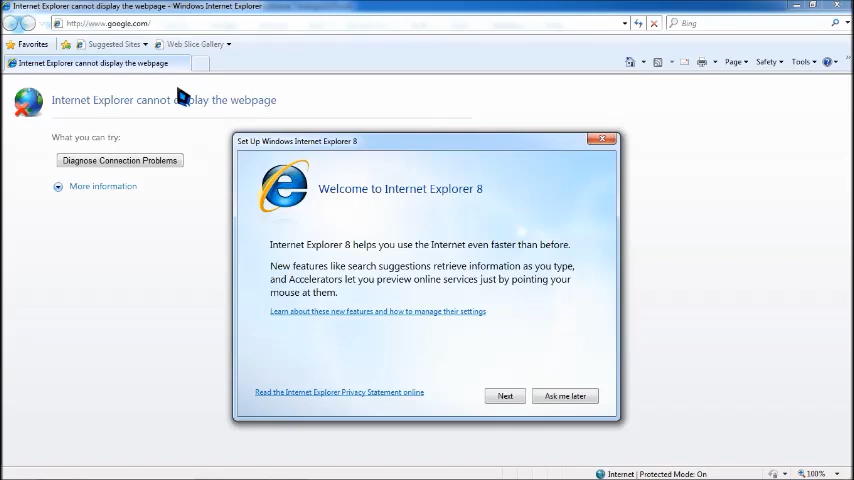 Internet Explorer cannot display the webpage - Windows Internet Explorer
http://www.google.com/
Bing
Favorites
Suggested Sites
Web Slice Gallery
Internet Explorer cannot display the webpage
Page
Safety
Tools
Internet Explorer cannot display the webpage
What you can try:
Diagnose Connection Problems
More information
Set Up Windows Internet Explorer 8
Welcome to Internet Explorer 8
Internet Explorer 8 helps you use the Internet even faster than before.
New features like search suggestions retrieve information as you type,
and Accelerators let you preview online services just by pointing your
mouse at them.
Learn about these new features and how to manage their settings
Read the Internet Explorer Privacy Statement online
Next
Ask me later
Internet | Protected Mode: On
100%